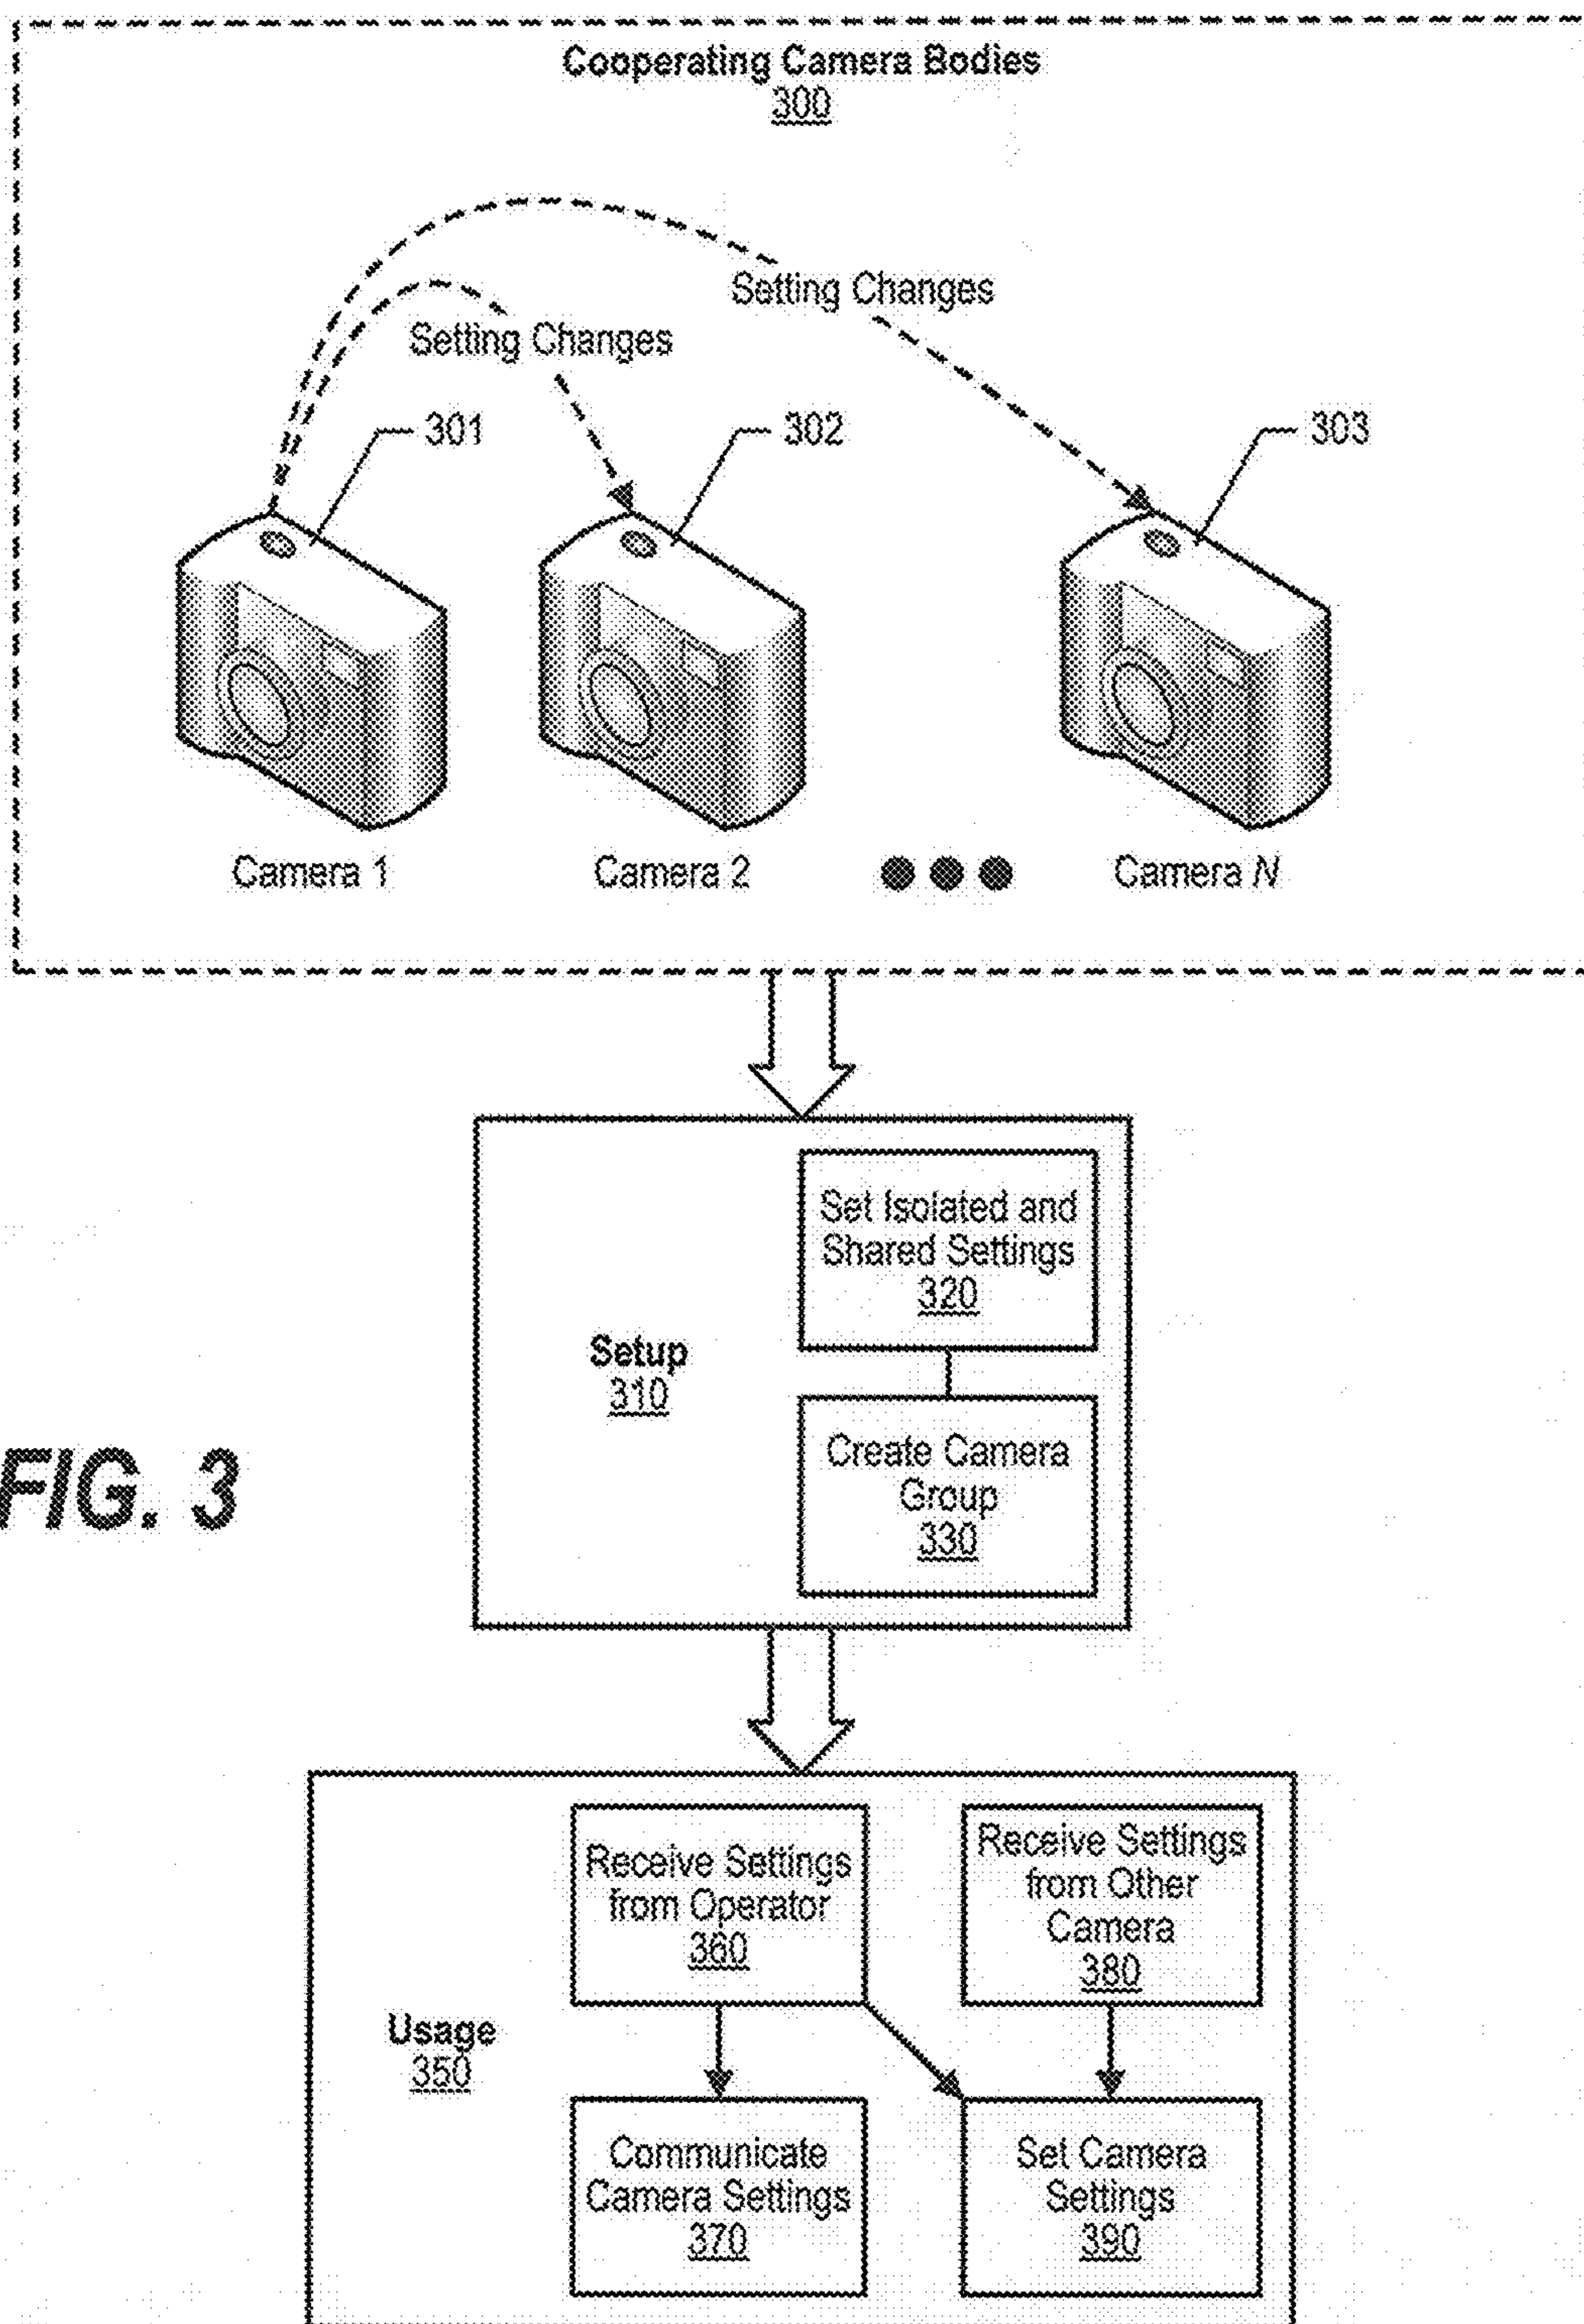 Cooperating Camera Bodies
300
Setting Changes
Setting Changes
301
302
303
Camera 1
Camera 2
Camera N
Set Isolated and
Shared Settings
320
Setup
310
Create Camera
Group
330
FIG. 3
Receive Settings
from Operator
360
Receive Settings
from Other
Camera
380
Usage
350
Communicate
Camera Settings
370
Set Camera
Settings
390